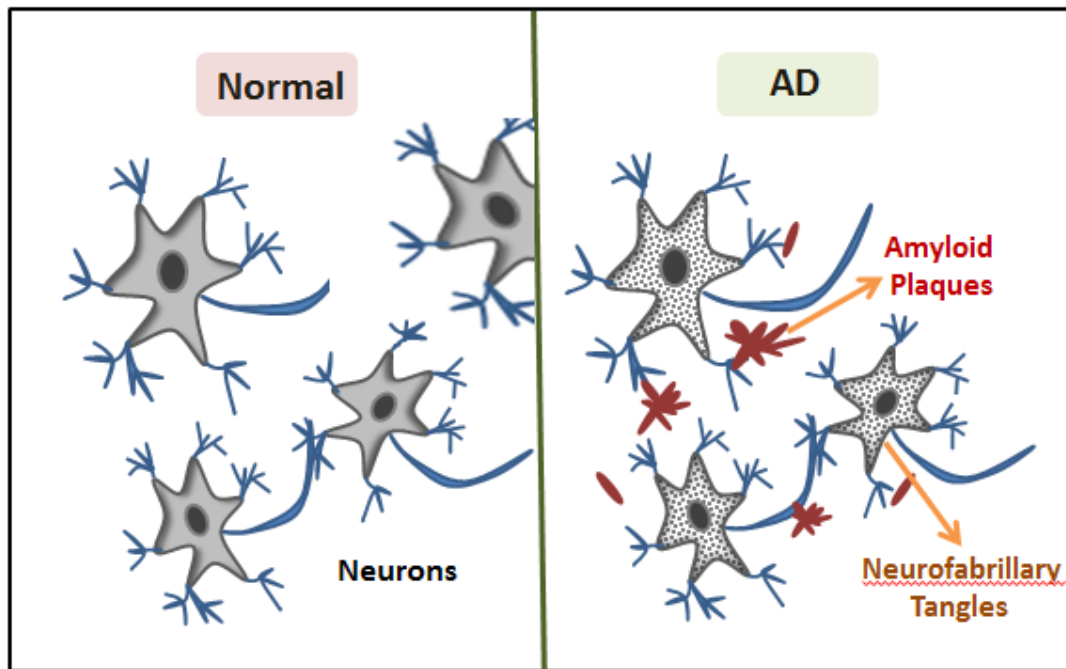 Normal
Neurons
AD
Amyloid
Plaques
Neurofabrillary
Tangles